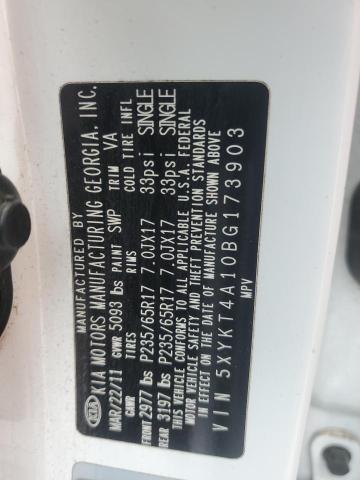 MANUFACTURED BY
KIA KIA MOTORS MANUFACTURING GEORGIA. INC.
MAR/22/11 GVWR 5093 lbs PAINT SWP TRIM VA
GAWR TIRES RIMS COLD TIRE INFL
FRONT 2977 lbs P235/65R17 7.0JX17 33psi SINGLE
REAR 3197 lbs P235/65R17 7.0JX17 33psi SINGLE
THIS VEHICLE CONFORMS TO ALL APPLICABLE U.S.A. FEDERAL
MOTOR VEHICLE SAFETY AND THEFT PREVENTION STANDARDS
IN EFFECT ON THE DATE OF MANUFACTURE SHOWN ABOVE
VIN 5XYKT4A10BG173903
MPV